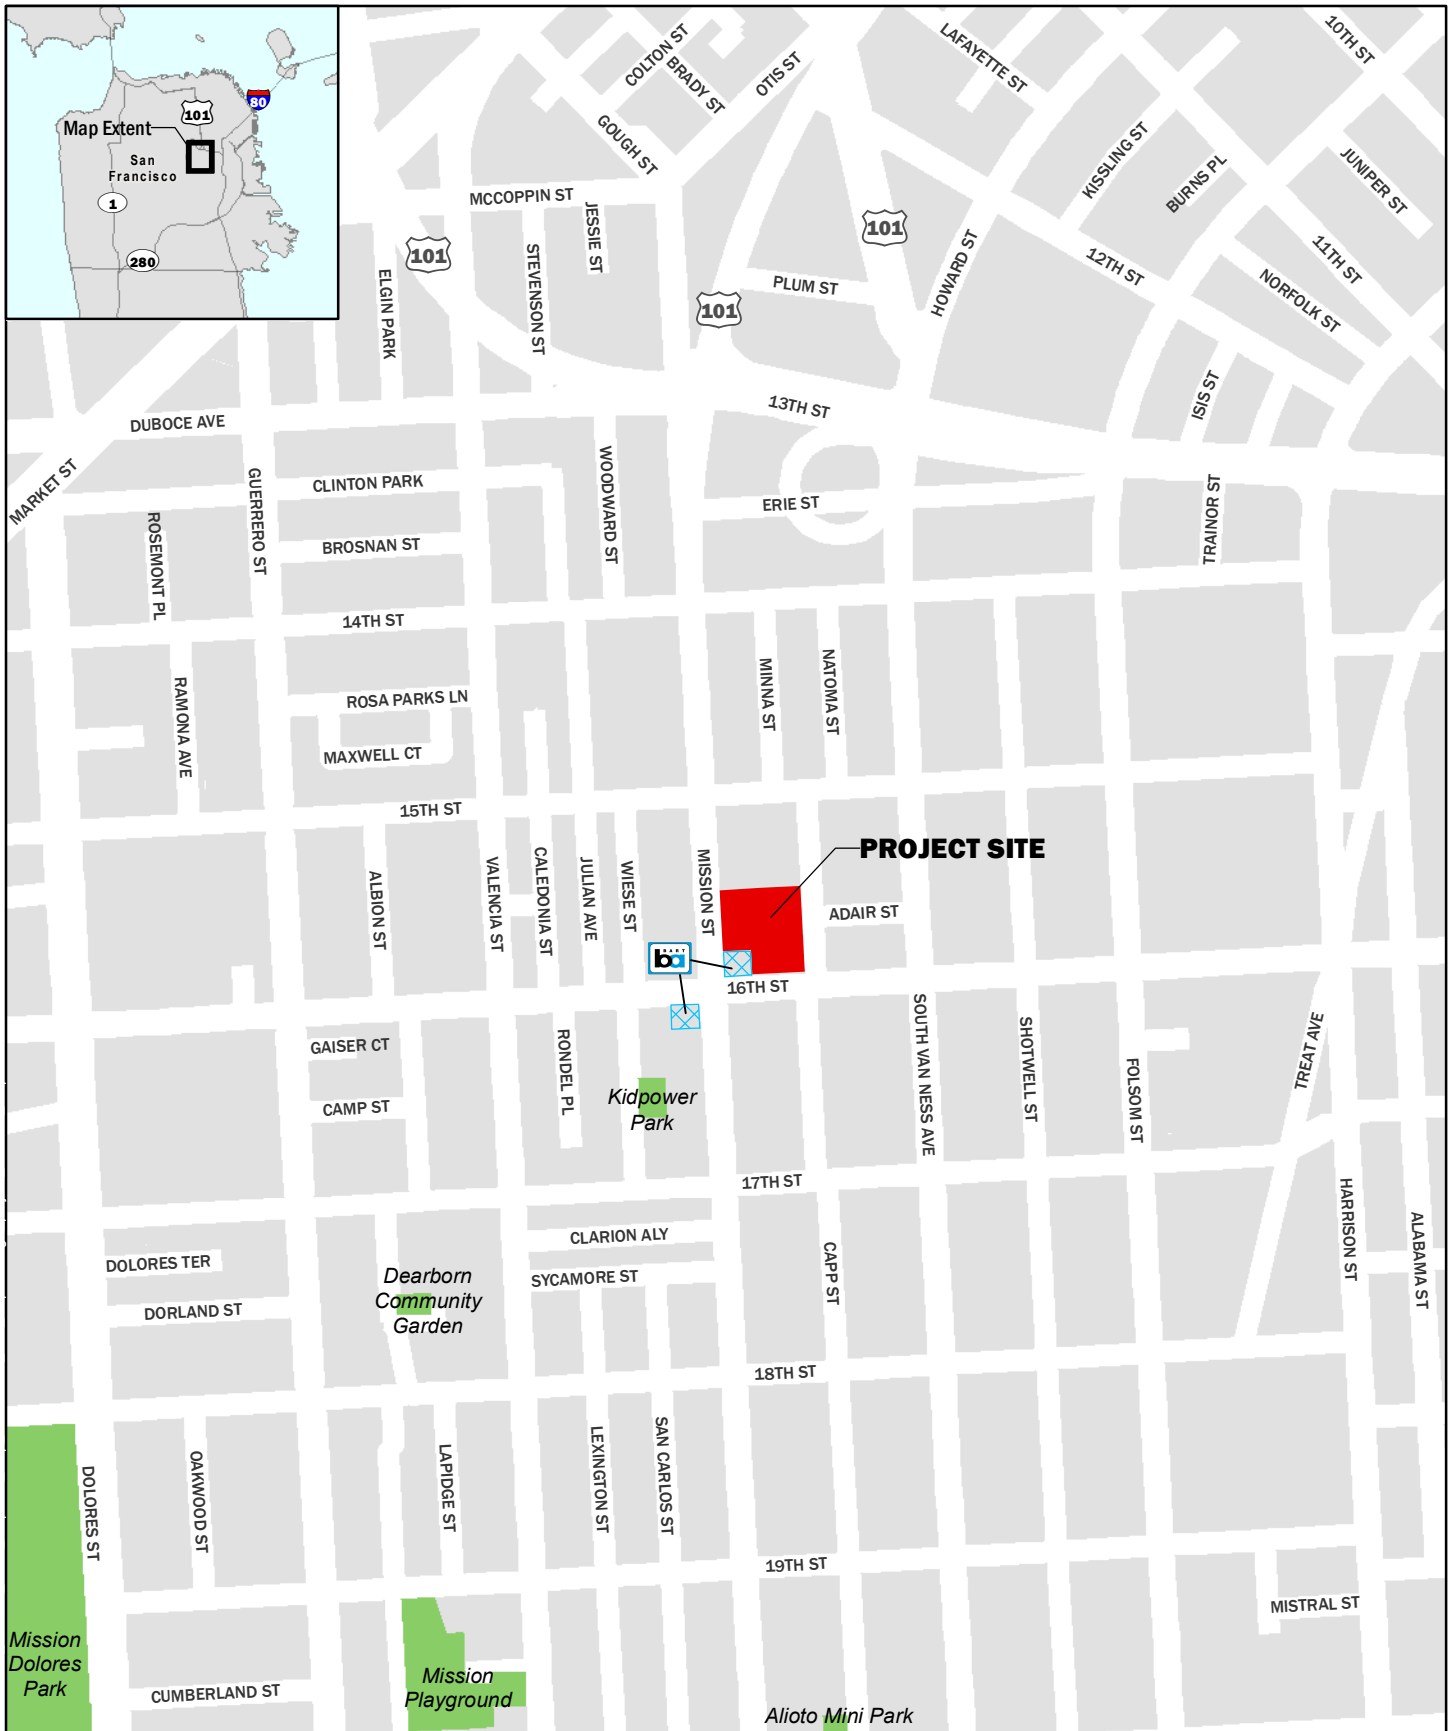 COLTON ST
BRADY ST
OTIS ST
LAFAYETTE ST
10TH ST
101
80
Map Extent
San
Francisco
1
280
GOUGH ST
KISSLING ST
BURNS PL
JUNIPER ST
MCCOPPIN ST
JESSIE ST
STEVENSON ST
101
101
101
ELGIN PARK
PLUM ST
HOWARD ST
12TH ST
11TH ST
NORFOLK ST
ISIS ST
13TH ST
DUBOCE AVE
MARKET ST
GUERRERO ST
CLINTON PARK
WOODWARD ST
ERIE ST
TRAINOR ST
ROSEMONT PL
BROSNAN ST
14TH ST
RAMONA AVE
ROSA PARKS LN
MAXWELL CT
MINNA ST
NATOMA ST
15TH ST
PROJECT SITE
ALBION ST
VALENCIA ST
CALEDONIA ST
JULIAN AVE
WIESE ST
MISSION ST
ADAIR ST
BART
ba
16TH ST
GAISER CT
CAMP ST
RONDEL PL
Kidpower
Park
SOUTH VAN NESS AVE
SHOTWELL ST
FOLSOM ST
TREAT AVE
17TH ST
HARRISON ST
ALABAMA ST
CLARION ALY
SYCAMORE ST
CAPP ST
DOLORES TER
DORLAND ST
Dearborn
Community
Garden
18TH ST
DOLORES ST
OAKWOOD ST
LAPIDGE ST
LEXINGTON ST
SAN CARLOS ST
19TH ST
MISTRAL ST
Mission
Dolores
Park
CUMBERLAND ST
Mission
Playground
Alioto Mini Park